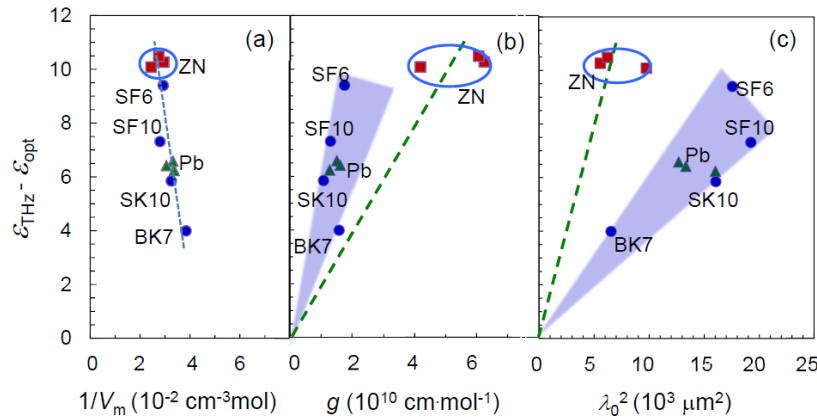 12
10
8
6
4
2
0
ε_THz - ε_opt
(a)
ZN
SF6
SF10
Pb
SK10
BK7
0 2 4 6 8
1/V_m (10^-2 cm^-3mol)
(b)
ZN
SF6
SF10
Pb
SK10
BK7
0 2 4 6
g (10^10 cm·mol^-1)
(c)
ZN
SF6
SF10
Pb
SK10
BK7
0 5 10 15 20 25
λ_0^2 (10^3 μm^2)